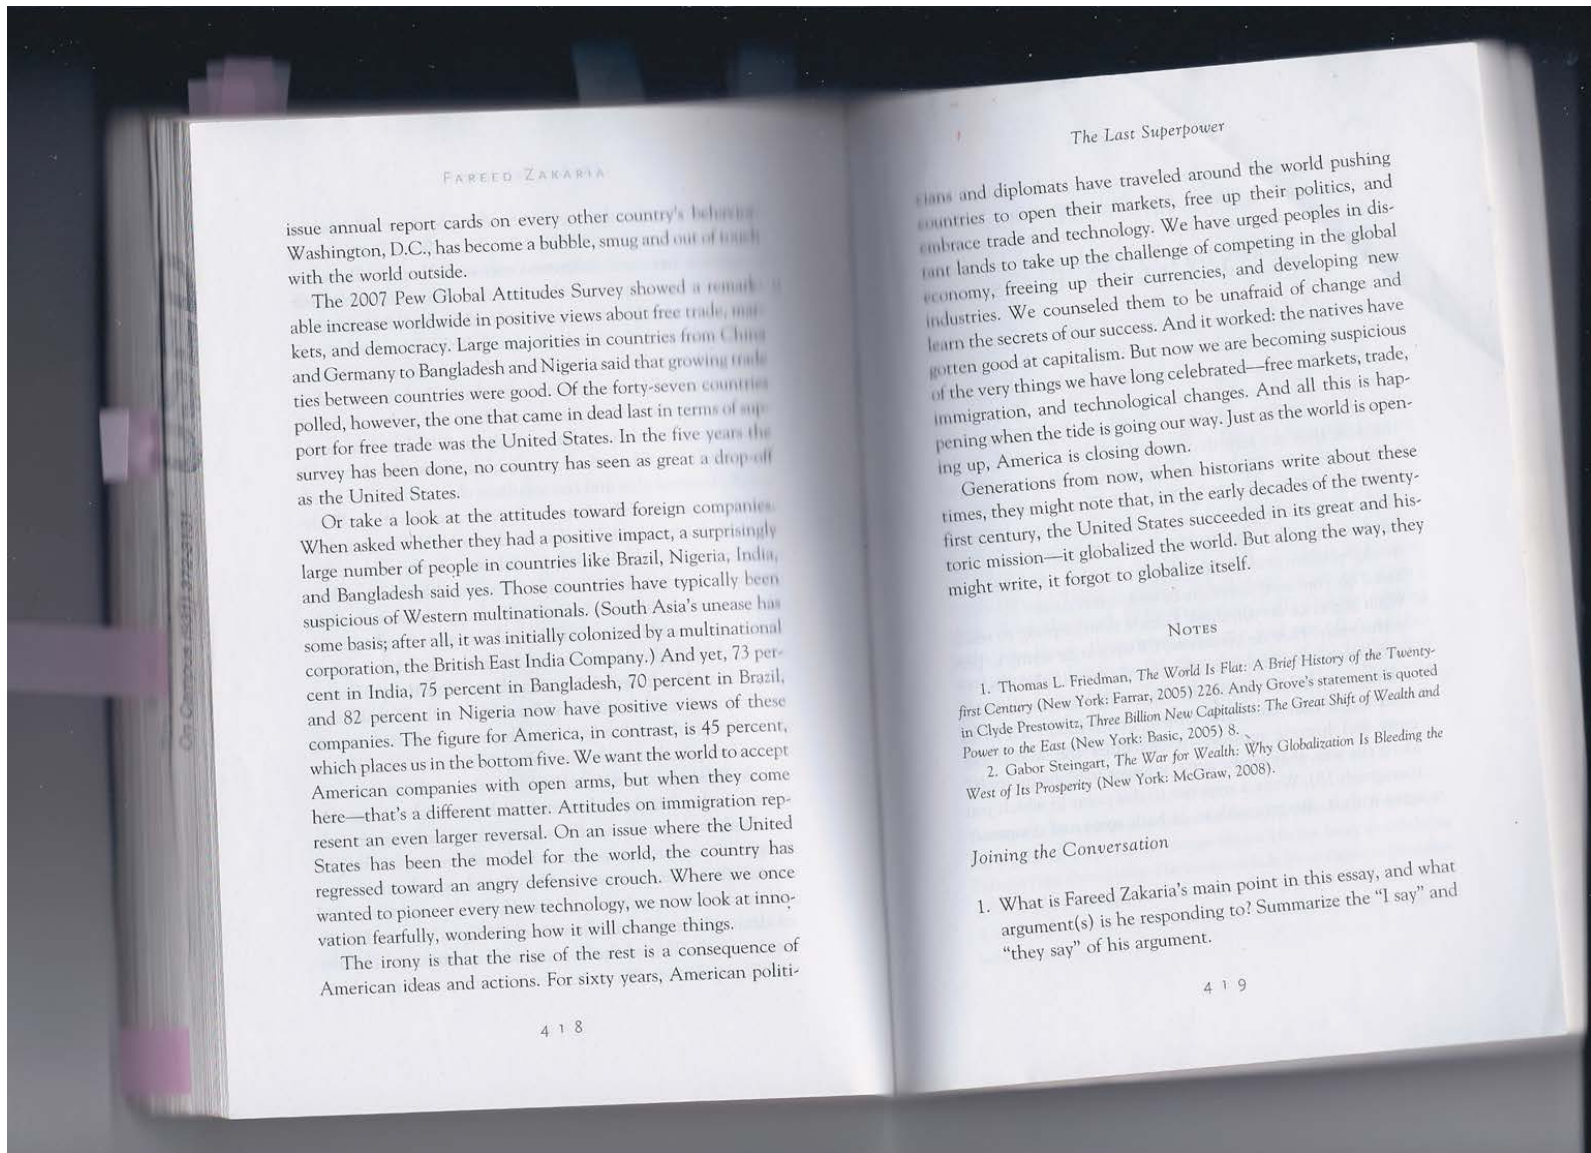 FAREED ZAKARIA
issue annual report cards on every other country's behavior.
Washington, D.C., has become a bubble, smug and out of touch
with the world outside.
The 2007 Pew Global Attitudes Survey showed a remark-
able increase worldwide in positive views about free trade, mar-
kets, and democracy. Large majorities in countries from China
and Germany to Bangladesh and Nigeria said that growing trade
ties between countries were good. Of the forty-seven countries
polled, however, the one that came in dead last in terms of sup-
port for free trade was the United States. In the five years the
survey has been done, no country has seen as great a drop-off
as the United States.
Or take a look at the attitudes toward foreign companies.
When asked whether they had a positive impact, a surprisingly
large number of people in countries like Brazil, Nigeria, India,
and Bangladesh said yes. Those countries have typically been
suspicious of Western multinationals. (South Asia's unease has
some basis; after all, it was initially colonized by a multinational
corporation, the British East India Company.) And yet, 73 per-
cent in India, 75 percent in Bangladesh, 70 percent in Brazil,
and 82 percent in Nigeria now have positive views of these
companies. The figure for America, in contrast, is 45 percent,
which places us in the bottom five. We want the world to accept
American companies with open arms, but when they come
here—that's a different matter. Attitudes on immigration rep-
resent an even larger reversal. On an issue where the United
States has been the model for the world, the country has
regressed toward an angry defensive crouch. Where we once
wanted to pioneer every new technology, we now look at inno-
vation fearfully, wondering how it will change things.
The irony is that the rise of the rest is a consequence of
American ideas and actions. For sixty years, American politi-
418
The Last Superpower
cians and diplomats have traveled around the world pushing
countries to open their markets, free up their politics, and
embrace trade and technology. We have urged peoples in dis-
tant lands to take up the challenge of competing in the global
economy, freeing up their currencies, and developing new
industries. We counseled them to be unafraid of change and
learn the secrets of our success. And it worked: the natives have
gotten good at capitalism. But now we are becoming suspicious
of the very things we have long celebrated—free markets, trade,
immigration, and technological changes. And all this is hap-
pening when the tide is going our way. Just as the world is open-
ing up, America is closing down.
Generations from now, when historians write about these
times, they might note that, in the early decades of the twenty-
first century, the United States succeeded in its great and his-
toric mission—it globalized the world. But along the way, they
might write, it forgot to globalize itself.
NOTES
1. Thomas L. Friedman, The World Is Flat: A Brief History of the Twenty-
first Century (New York: Farrar, 2005) 226. Andy Grove's statement is quoted
in Clyde Prestowitz, Three Billion New Capitalists: The Great Shift of Wealth and
Power to the East (New York: Basic, 2005) 8.
2. Gabor Steingart, The War for Wealth: Why Globalization Is Bleeding the
West of Its Prosperity (New York: McGraw, 2008).
Joining the Conversation
1. What is Fareed Zakaria's main point in this essay, and what
argument(s) is he responding to? Summarize the "I say" and
"they say" of his argument.
419